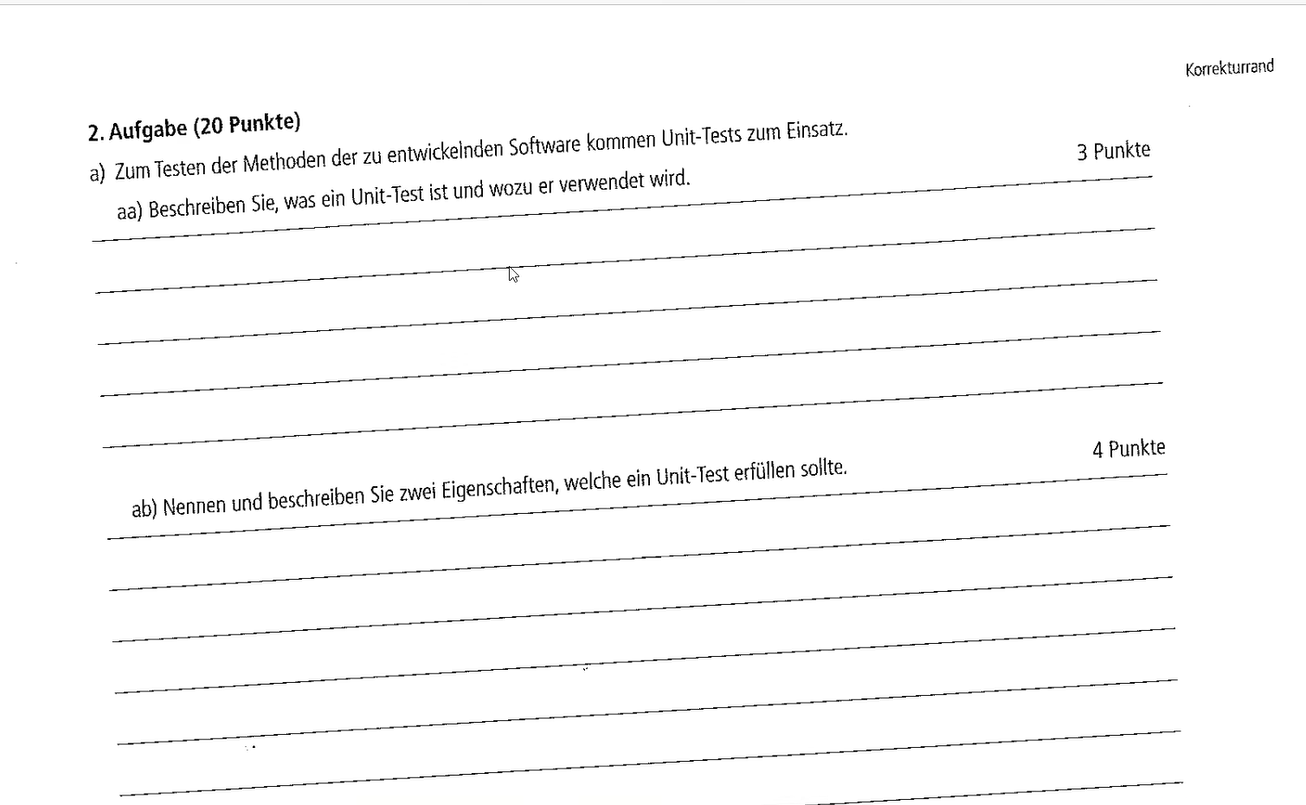 Korrekturrand
2. Aufgabe (20 Punkte)
a) Zum Testen der Methoden der zu entwickelnden Software kommen Unit-Tests zum Einsatz.
aa) Beschreiben Sie, was ein Unit-Test ist und wozu er verwendet wird.
3 Punkte
ab) Nennen und beschreiben Sie zwei Eigenschaften, welche ein Unit-Test erfüllen sollte.
4 Punkte